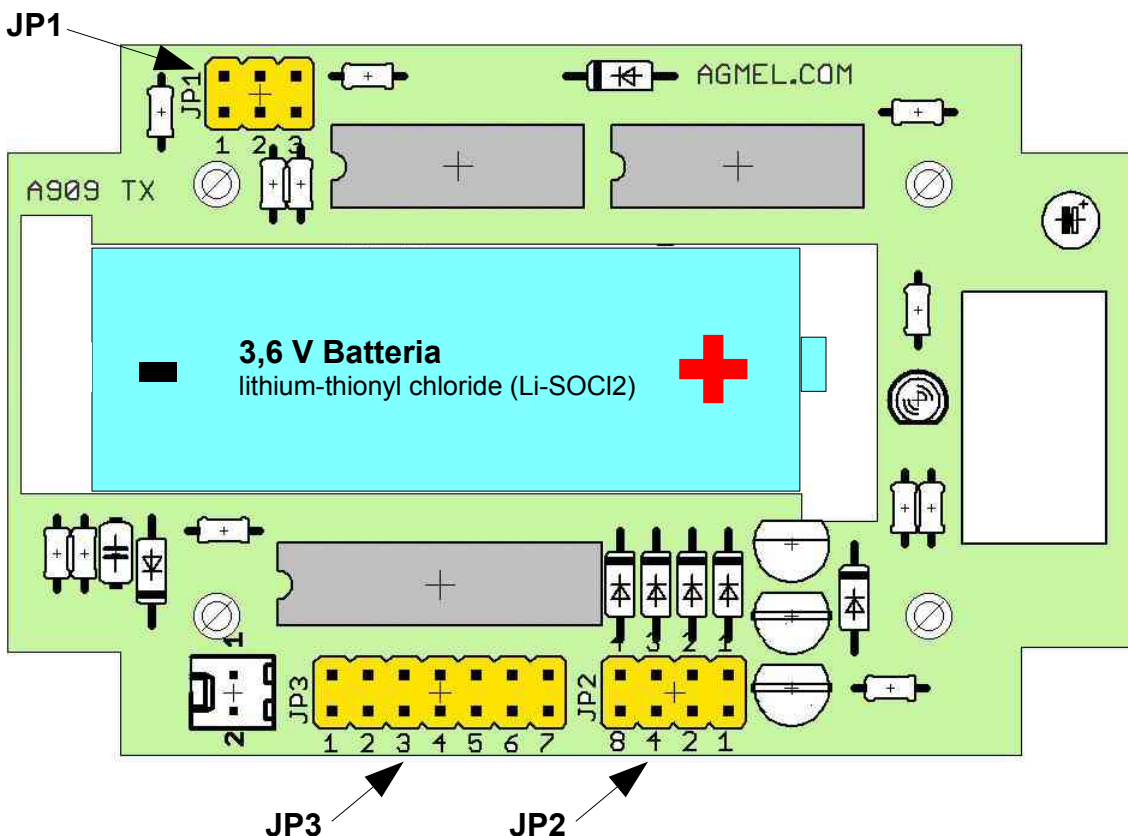 JP1
JP1
AGMEL.COM
1 2 3
A909 TX
+
3,6 V Batteria
lithium-thionyl chloride (Li-SOCl2)
- +
1
4 3 2 1
JP3
JP2
2
1 2 3 4 5 6 7
8 4 2 1
JP3
JP2